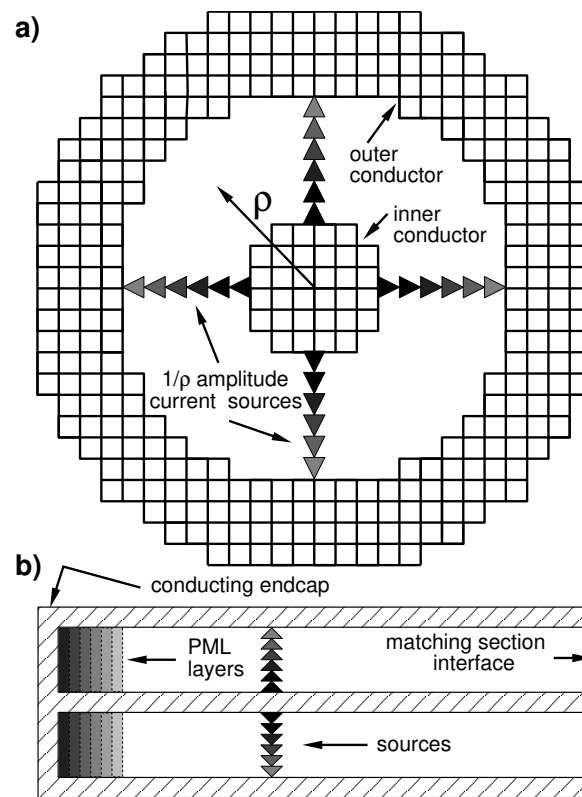 a)
outer
conductor
ρ
inner
conductor
1/ρ amplitude
current sources
b)
conducting endcap
PML
layers
matching section
interface
sources